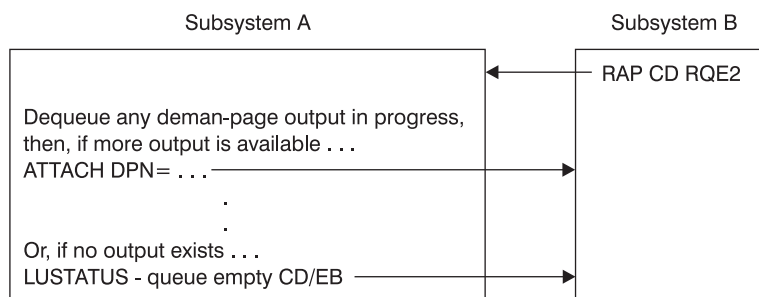 Subsystem A
Subsystem B
RAP CD RQE2
Dequeue any deman-page output in progress,
then, if more output is available . . .
ATTACH DPN= . . .
.
.
Or, if no output exists . . .
LUSTATUS - queue empty CD/EB